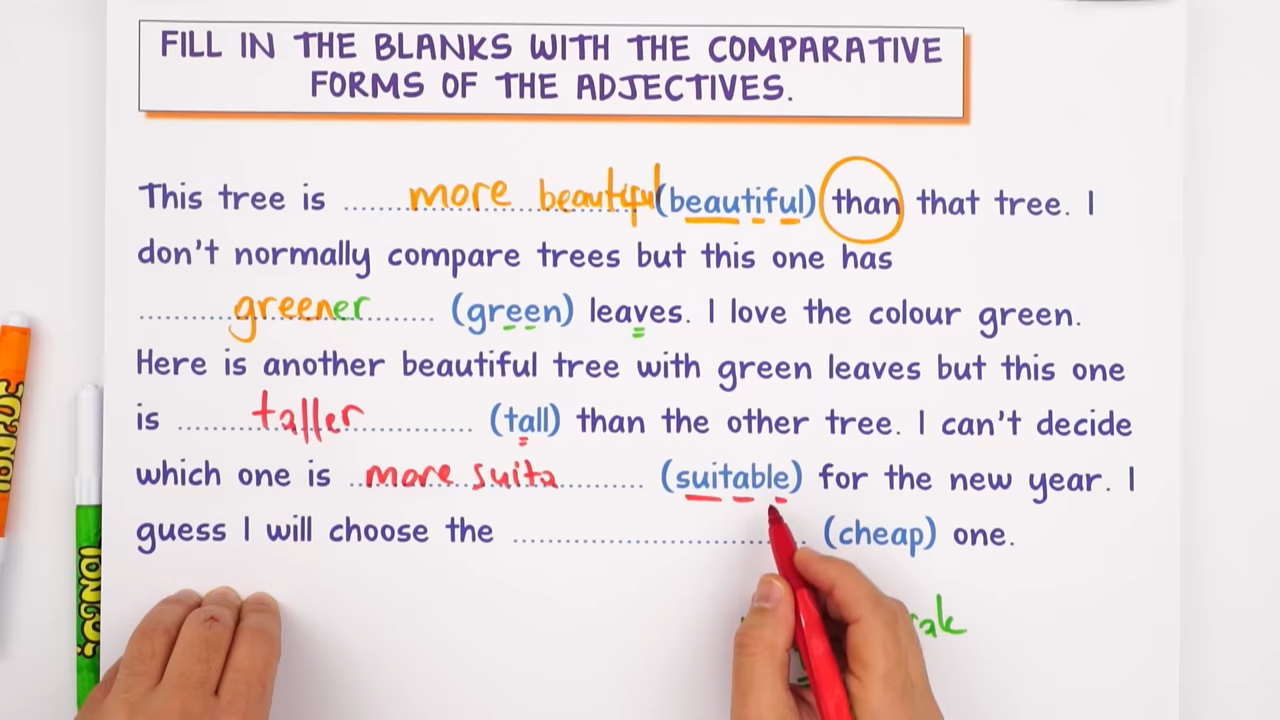 FILL IN THE BLANKS WITH THE COMPARATIVE
FORMS OF THE ADJECTIVES.
This tree is ......more beautiful (beautiful) than that tree. I
don't normally compare trees but this one has
......greener...... (green) leaves. I love the colour green.
Here is another beautiful tree with green leaves but this one
is ......taller...... (tall) than the other tree. I can't decide
which one is ..more suita...... (suitable) for the new year. I
guess I will choose the ...................... (cheap) one.